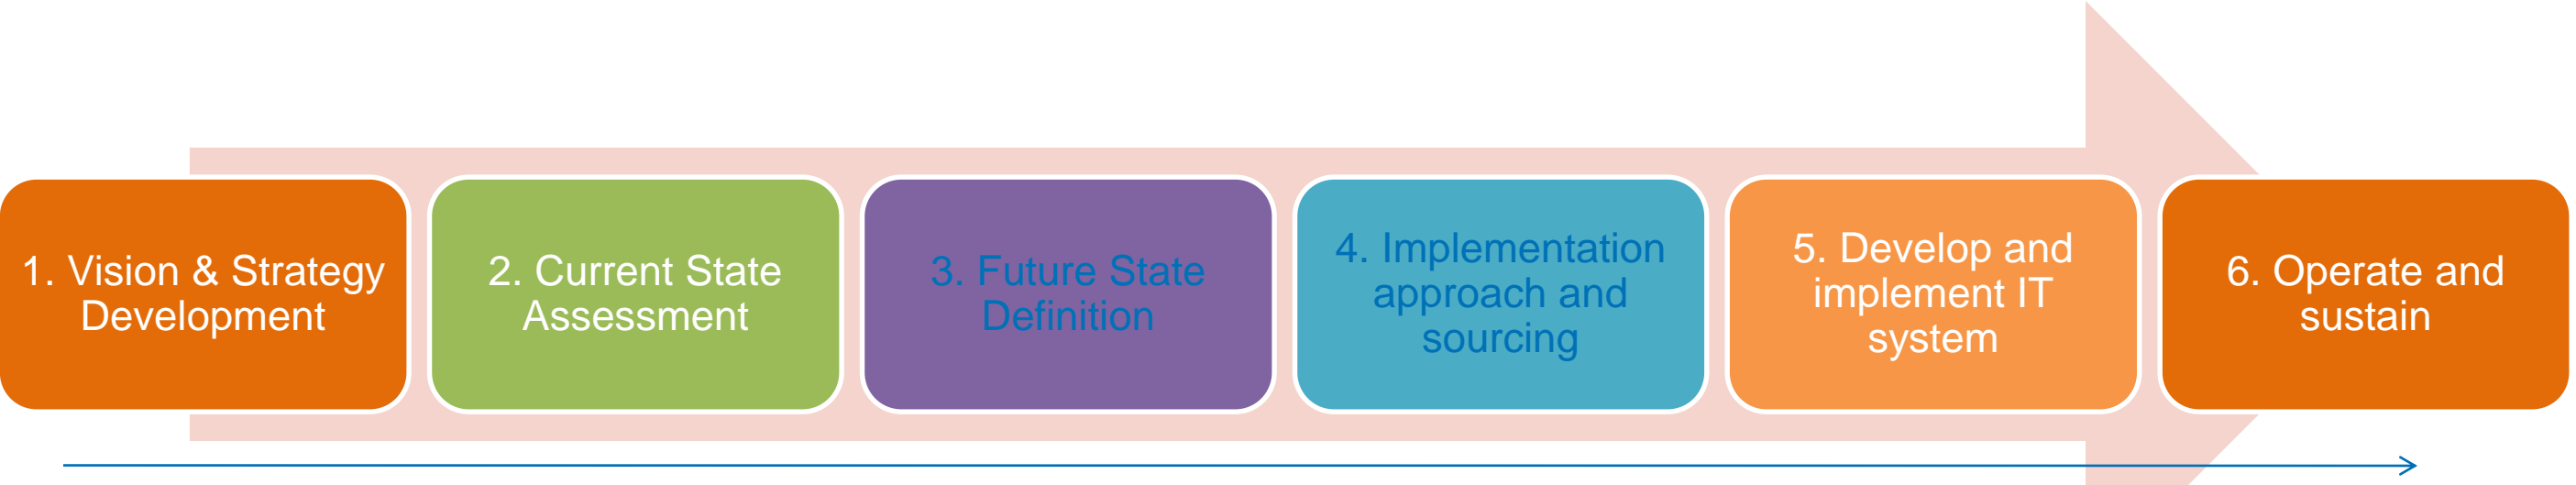 1. Vision & Strategy
Development
2. Current State
Assessment
3. Future State
Definition
4. Implementation
approach and
sourcing
5. Develop and
implement IT
system
6. Operate and
sustain